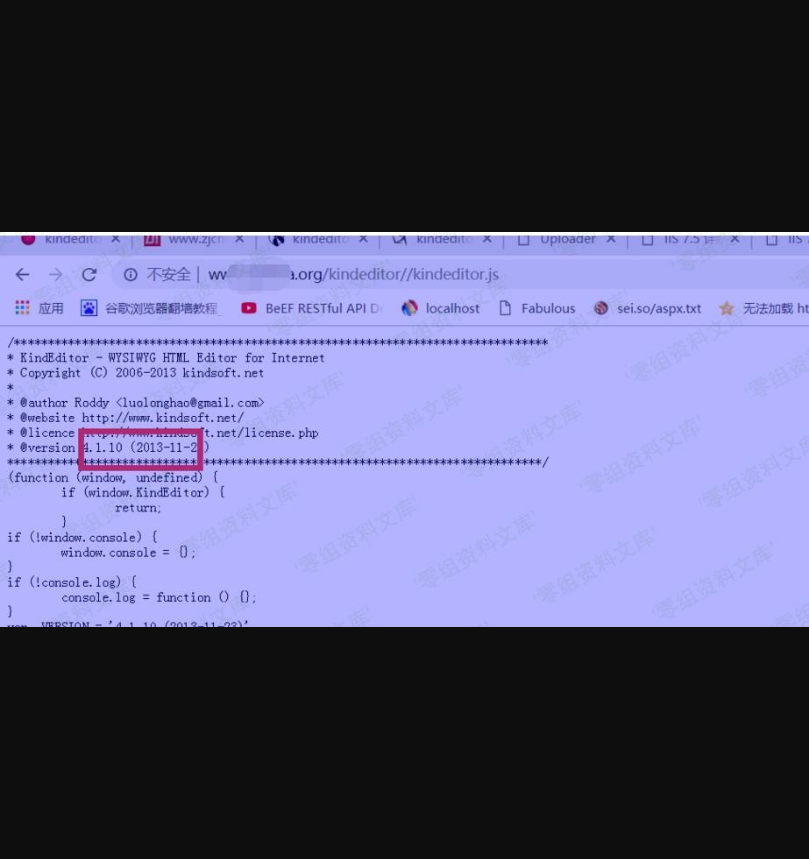 kindedito × www.zjcn × kindedito × kindedito × Uploader × IIS 7.5 × IIS
不安全 | .org/kindeditor//kindeditor.js
应用 谷歌浏览器翻墙教程 BeEF RESTful API localhost Fabulous sei.so/aspx.txt 无法加载
/******************************************************************************
* KindEditor - WYSIWYG HTML Editor for Internet
* Copyright (C) 2006-2013 kindsoft.net
*
* @author Roddy <luolonghao@gmail.com>
* @website http://www.kindsoft.net/
* @licence http://www.kindsoft.net/license.php
* @version 4.1.10 (2013-11-2)
*******************************************************************************/
(function (window, undefined) {
if (window.KindEditor) {
return;
}
if (!window.console) {
window.console = {};
}
if (!console.log) {
console.log = function () {};
}
var _VERSION = '4.1.10 (2013-11-23)'
零组资料文库